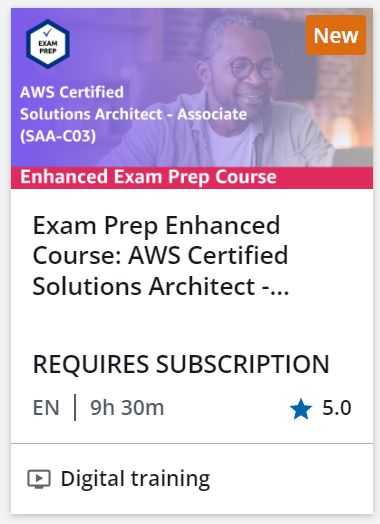 New
EXAM
PREP
AWS Certified
Solutions Architect - Associate
(SAA-C03)
Enhanced Exam Prep Course
Exam Prep Enhanced
Course: AWS Certified
Solutions Architect -...
REQUIRES SUBSCRIPTION
EN | 9h 30m
5.0
Digital training